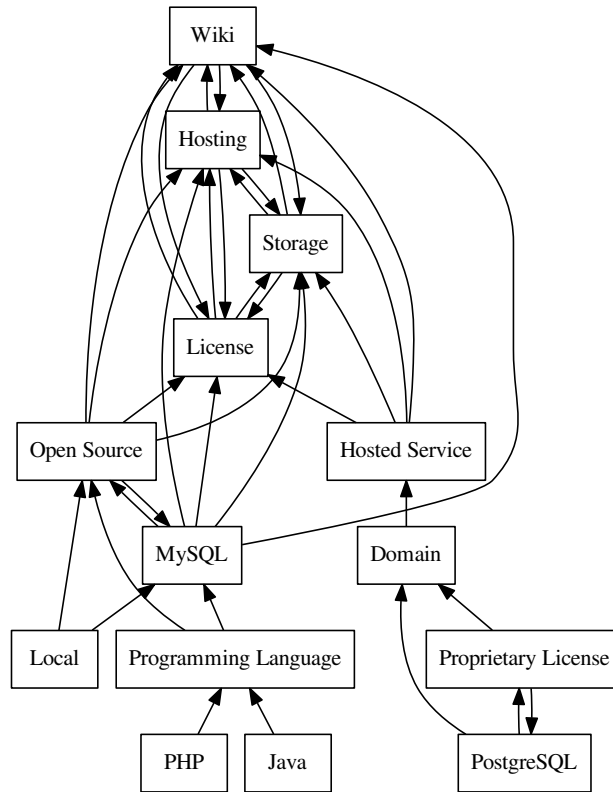 Wiki
Hosting
Storage
License
Open Source
Hosted Service
MySQL
Domain
Local
Programming Language
Proprietary License
PHP
Java
PostgreSQL